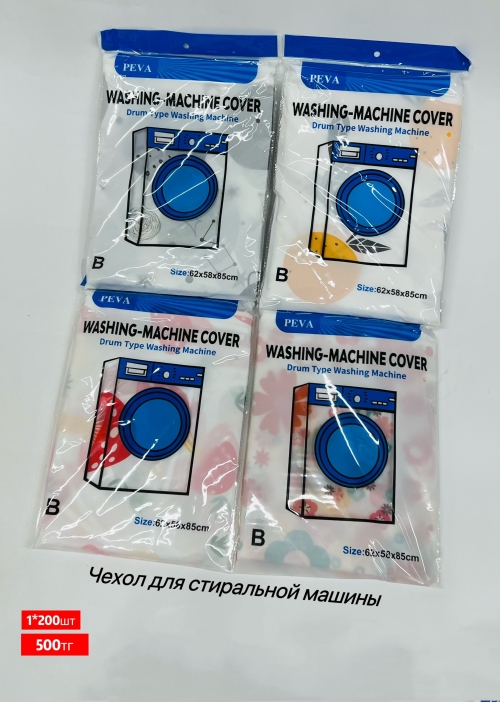 PEVA
WASHING-MACHINE COVER
Drum Type Washing Machine
B
Size:62x58x85cm
PEVA
WASHING-MACHINE COVER
Drum Type Washing Machine
B
Size:62x58x85cm
PEVA
WASHING-MACHINE COVER
Drum Type Washing Machine
B
Size:62x58x85cm
PEVA
WASHING-MACHINE COVER
Drum Type Washing Machine
B
Size:62x58x85cm
Чехол для стиральной машины
1*200шт
500тг